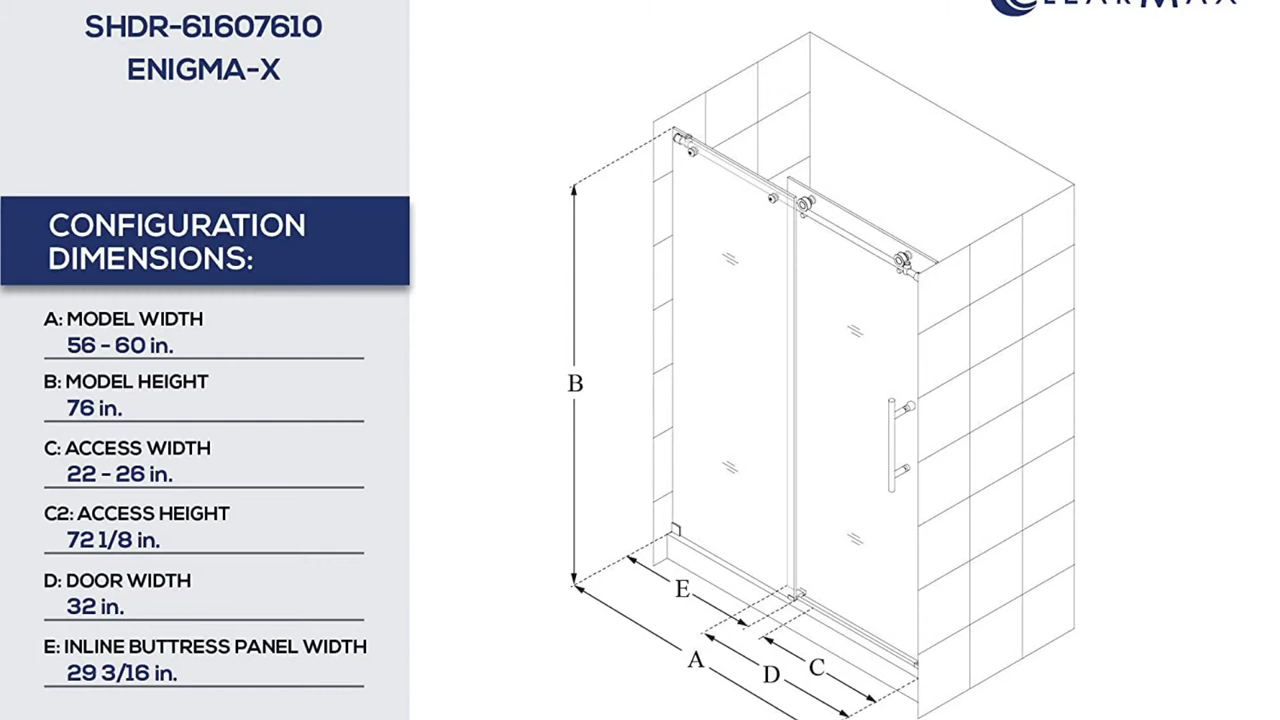 SHDR-61607610
ENIGMA-X
CONFIGURATION
DIMENSIONS:
A: MODEL WIDTH
56 - 60 in.
B: MODEL HEIGHT
76 in.
C: ACCESS WIDTH
22 - 26 in.
C2: ACCESS HEIGHT
72 1/8 in.
D: DOOR WIDTH
32 in.
E: INLINE BUTTRESS PANEL WIDTH
29 3/16 in.
CLEARMAX
B
E
A
D
C